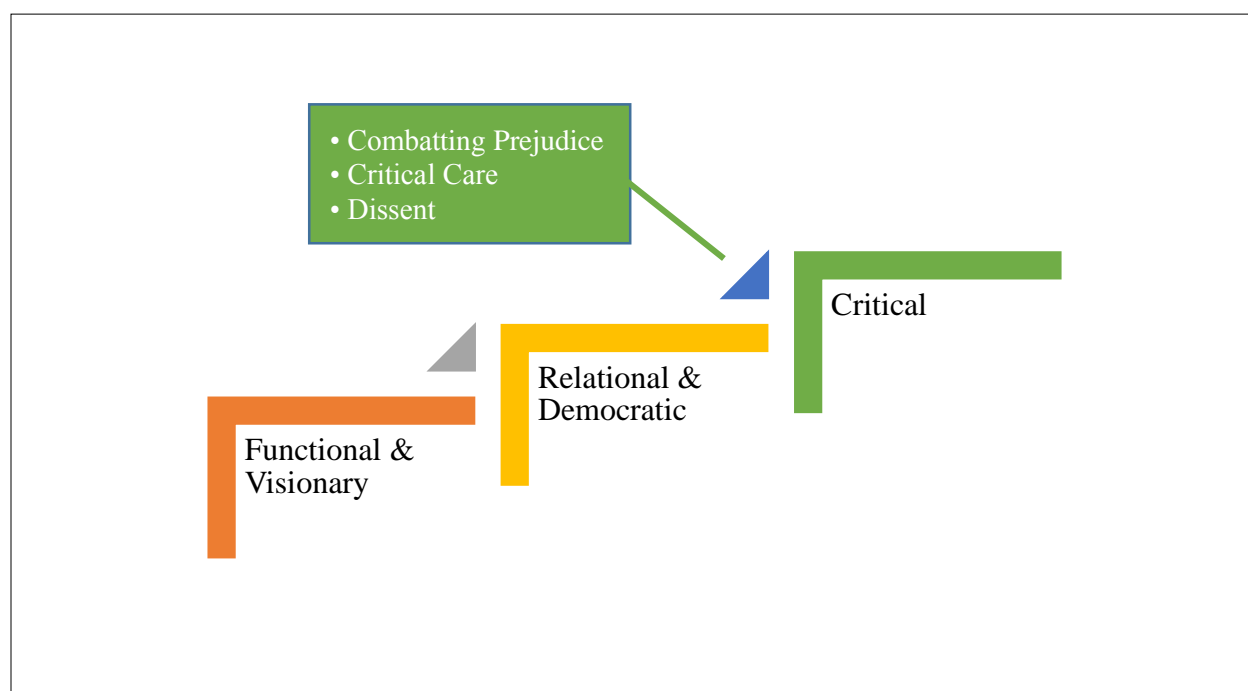 • Combatting Prejudice
• Critical Care
• Dissent
Critical
Relational &
Democratic
Functional &
Visionary